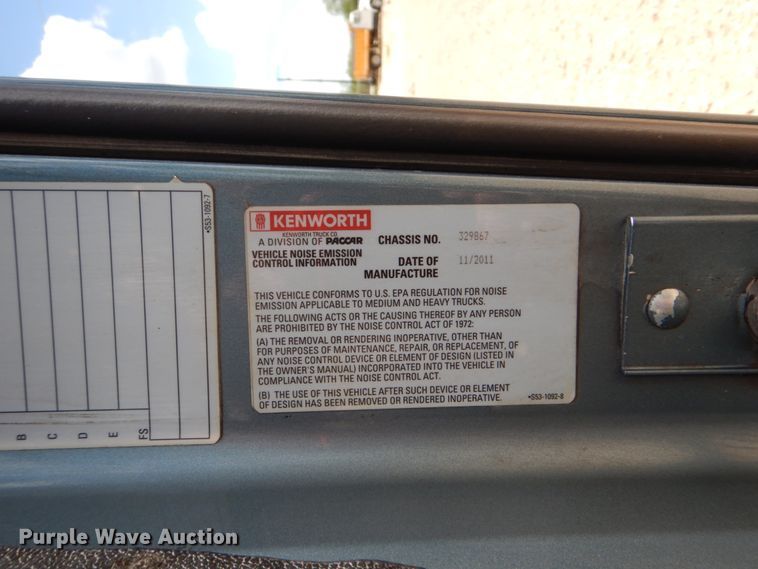 *S53-1092-7
B
C
D
E
FS
KENWORTH
KENWORTH TRUCK CO.
A DIVISION OF PACCAR
CHASSIS NO. 329867
VEHICLE NOISE EMISSION
CONTROL INFORMATION
DATE OF
MANUFACTURE
11/2011
THIS VEHICLE CONFORMS TO U.S. EPA REGULATION FOR NOISE
EMISSION APPLICABLE TO MEDIUM AND HEAVY TRUCKS.
THE FOLLOWING ACTS OR THE CAUSING THEREOF BY ANY PERSON
ARE PROHIBITED BY THE NOISE CONTROL ACT OF 1972:
(A) THE REMOVAL OR RENDERING INOPERATIVE, OTHER THAN
FOR PURPOSES OF MAINTENANCE, REPAIR, OR REPLACEMENT, OF
ANY NOISE CONTROL DEVICE OR ELEMENT OF DESIGN (LISTED IN
THE OWNER'S MANUAL) INCORPORATED INTO THE VEHICLE IN
COMPLIANCE WITH THE NOISE CONTROL ACT.
(B) THE USE OF THIS VEHICLE AFTER SUCH DEVICE OR ELEMENT
OF DESIGN HAS BEEN REMOVED OR RENDERED INOPERATIVE.
*S53-1092-8
Purple Wave Auction